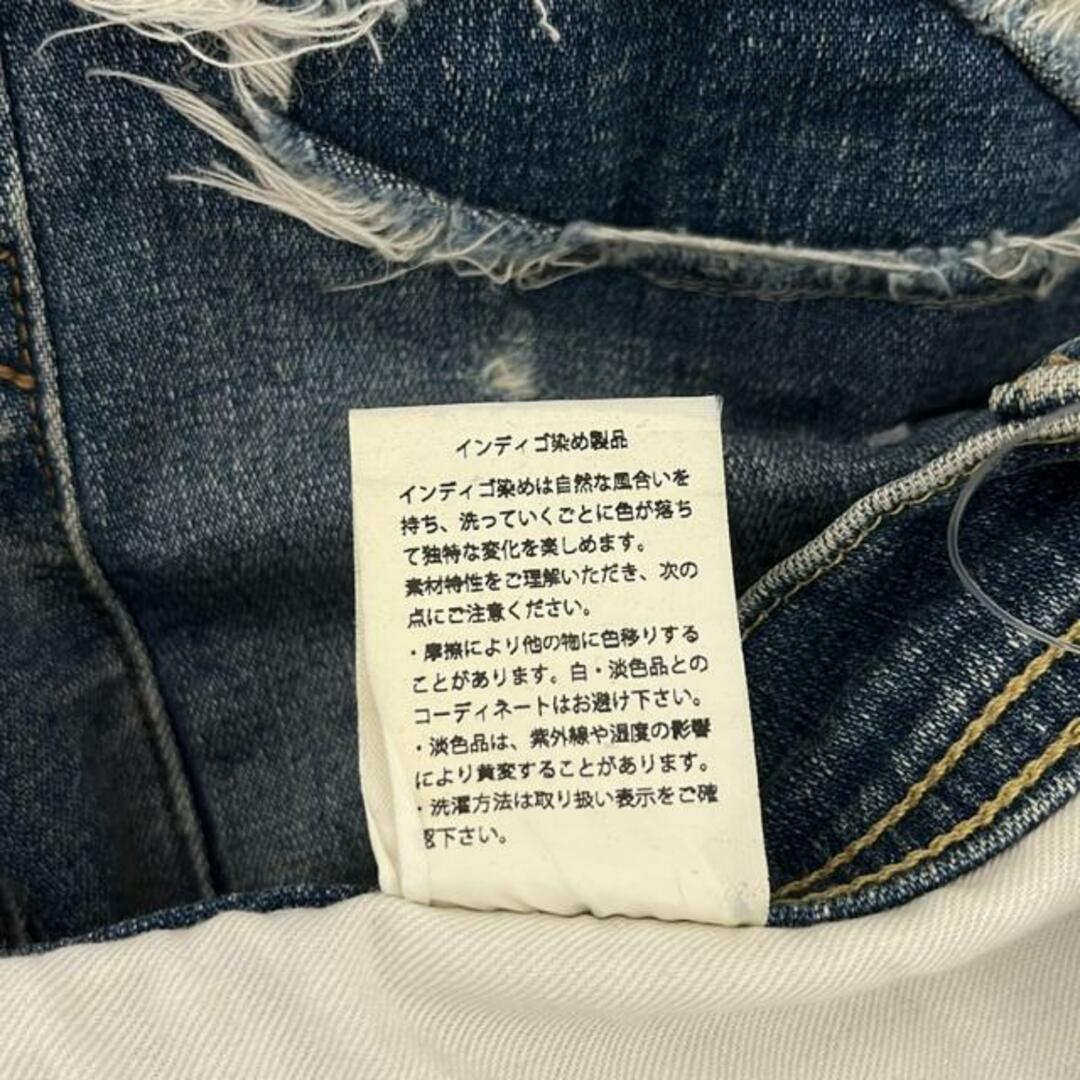 インディゴ染め製品
インディゴ染めは自然な風合いを
持ち、洗っていくごとに色が落ち
て独特な変化を楽しめます。
素材特性をご理解いただき、次の
点にご注意ください。
・摩擦により他の物に色移りする
ことがあります。白・淡色品との
コーディネートはお避け下さい。
・淡色品は、紫外線や湿度の影響
により黄変することがあります。
・洗濯方法は取り扱い表示をご確
認下さい。